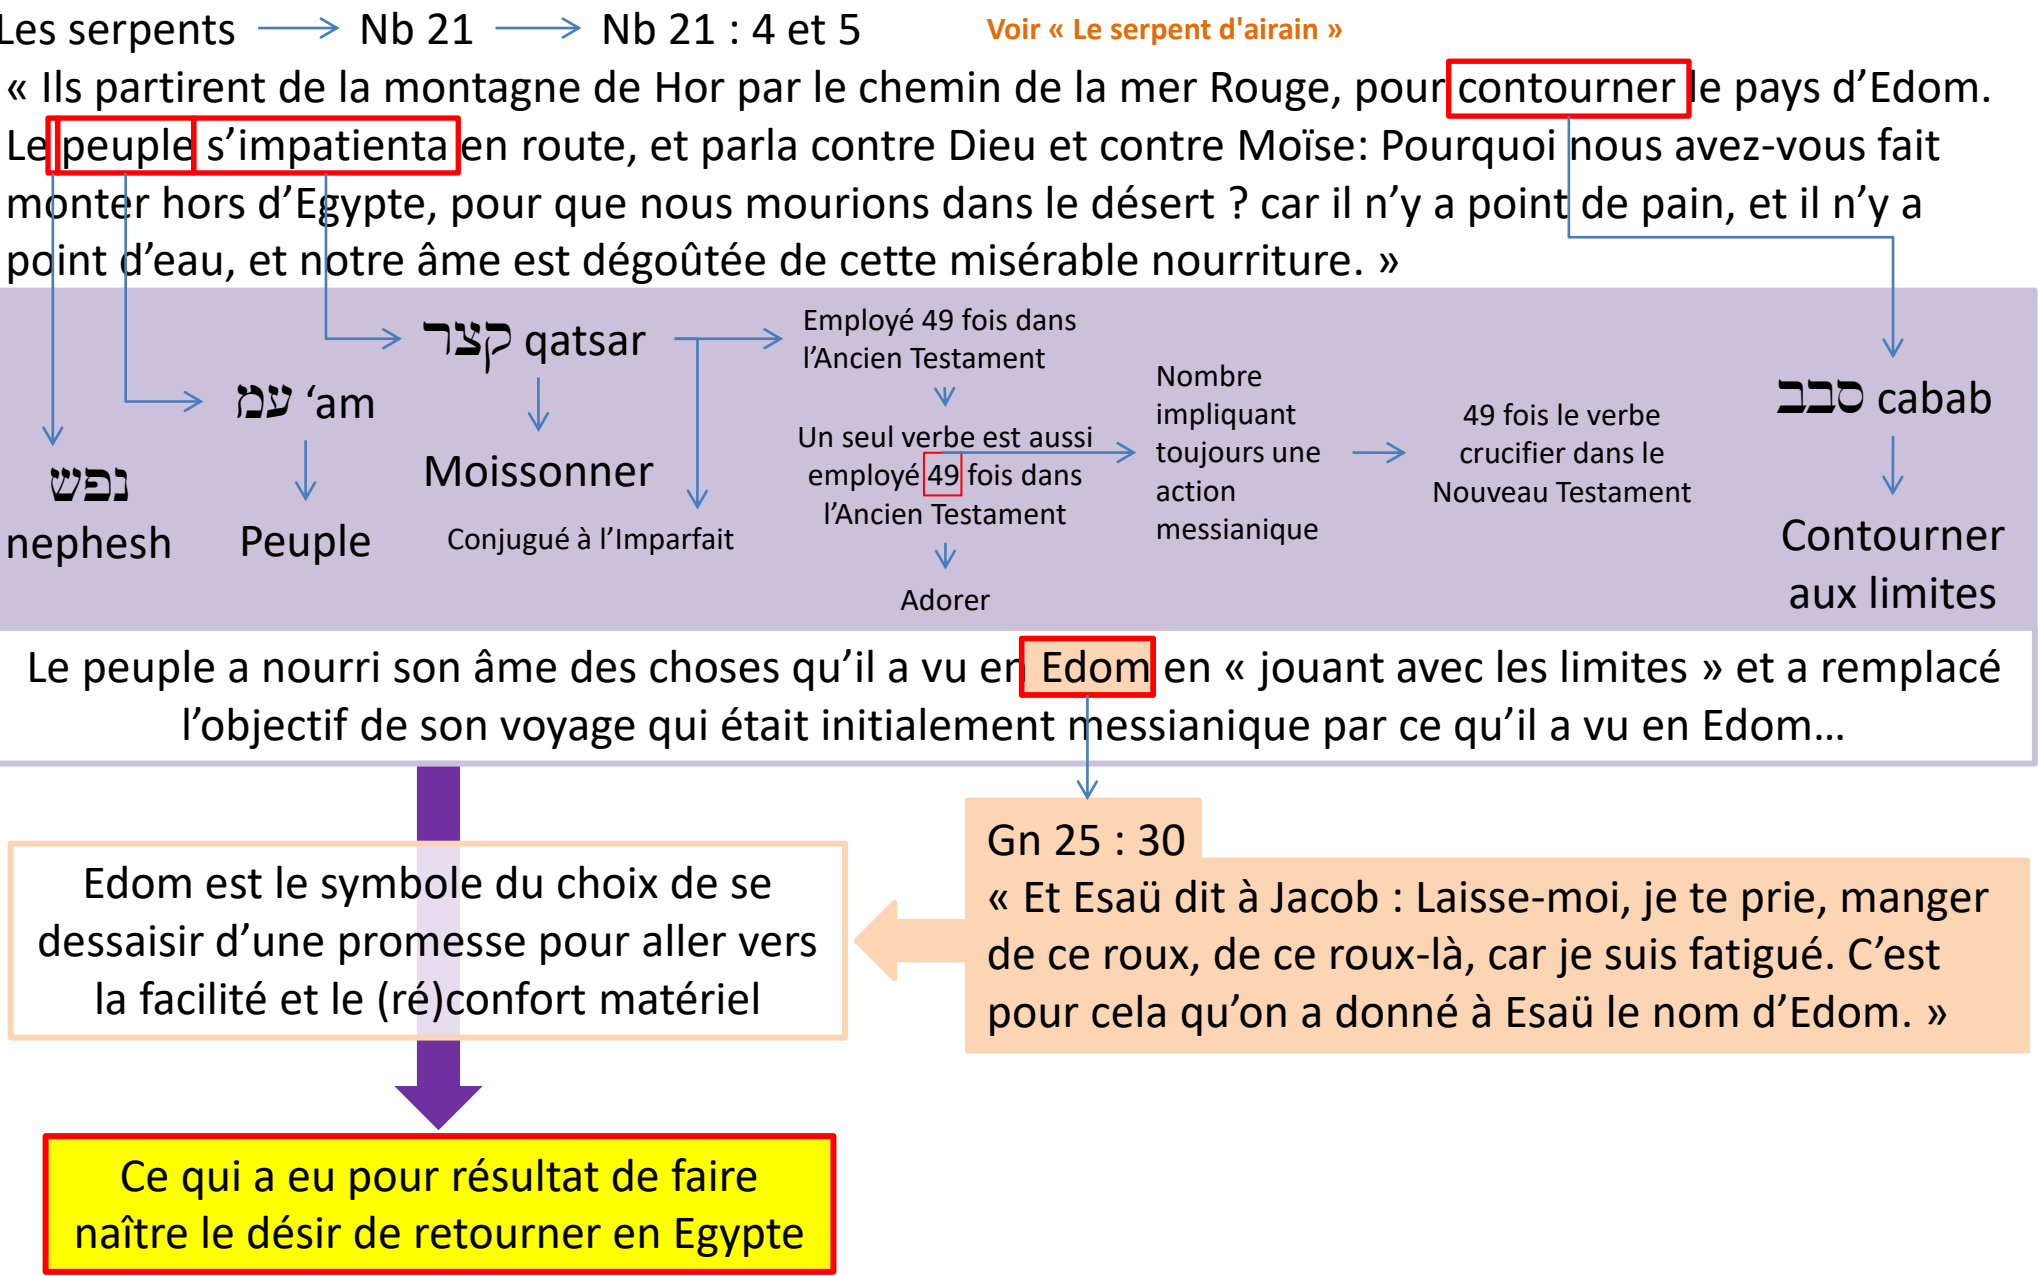 Les serpents Nb 21 Nb 21 : 4 et 5 Voir « Le serpent d'airain »
« Ils partirent de la montagne de Hor par le chemin de la mer Rouge, pour contourner le pays d’Edom.
Le peuple s’impatienta en route, et parla contre Dieu et contre Moïse: Pourquoi nous avez-vous fait
monter hors d’Egypte, pour que nous mourions dans le désert ? car il n’y a point de pain, et il n’y a
point d’eau, et notre âme est dégoûtée de cette misérable nourriture. »
נפש
nephesh
עמ ‘am
Peuple
קצר qatsar
Moissonner
Conjugué à l’Imparfait
Employé 49 fois dans
l’Ancien Testament
Un seul verbe est aussi
employé 49 fois dans
l’Ancien Testament
Adorer
Nombre
impliquant
toujours une
action
messianique
49 fois le verbe
crucifier dans le
Nouveau Testament
סבב cabab
Contourner
aux limites
Le peuple a nourri son âme des choses qu’il a vu en Edom en « jouant avec les limites » et a remplacé
l’objectif de son voyage qui était initialement messianique par ce qu’il a vu en Edom…
Gn 25 : 30
« Et Esaü dit à Jacob : Laisse-moi, je te prie, manger
de ce roux, de ce roux-là, car je suis fatigué. C’est
pour cela qu’on a donné à Esaü le nom d’Edom. »
Edom est le symbole du choix de se
dessaisir d’une promesse pour aller vers
la facilité et le (ré)confort matériel
Ce qui a eu pour résultat de faire
naître le désir de retourner en Egypte